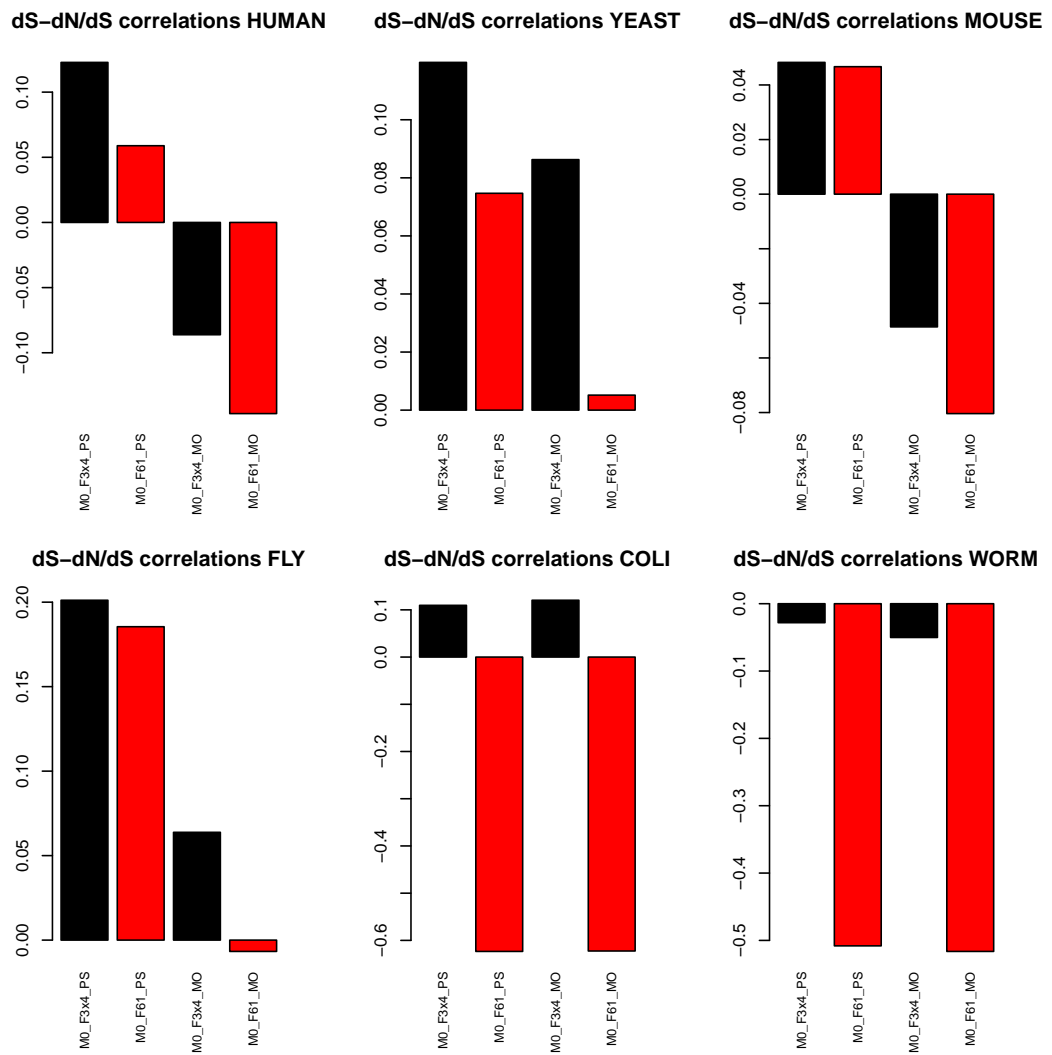 dS−dN/dS correlations HUMAN
0.10
0.05
0.00
−0.05
−0.10
M0_F3x4_PS
M0_F61_PS
M0_F3x4_MO
M0_F61_MO
dS−dN/dS correlations YEAST
0.10
0.08
0.06
0.04
0.02
0.00
M0_F3x4_PS
M0_F61_PS
M0_F3x4_MO
M0_F61_MO
dS−dN/dS correlations MOUSE
0.04
0.02
0.00
−0.04
−0.08
M0_F3x4_PS
M0_F61_PS
M0_F3x4_MO
M0_F61_MO
dS−dN/dS correlations FLY
0.20
0.15
0.10
0.05
0.00
M0_F3x4_PS
M0_F61_PS
M0_F3x4_MO
M0_F61_MO
dS−dN/dS correlations COLI
0.1
0.0
−0.2
−0.4
−0.6
M0_F3x4_PS
M0_F61_PS
M0_F3x4_MO
M0_F61_MO
dS−dN/dS correlations WORM
0.0
−0.1
−0.2
−0.3
−0.4
−0.5
M0_F3x4_PS
M0_F61_PS
M0_F3x4_MO
M0_F61_MO